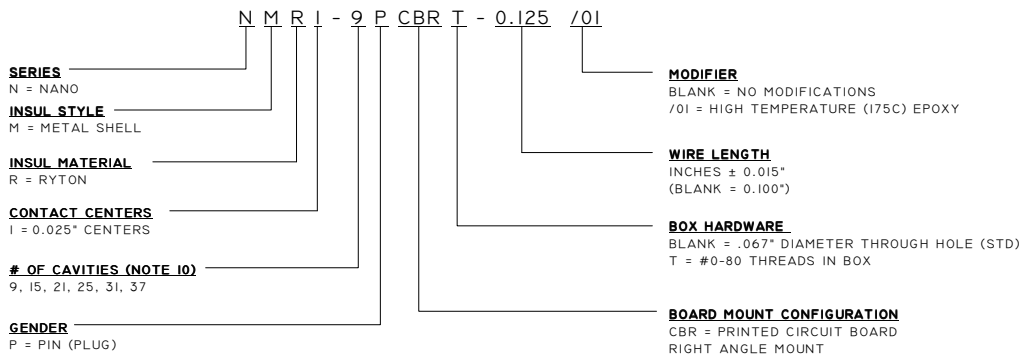 NMR1-9PCBRT-0.125 /01
SERIES
N = NANO
INSUL STYLE
M = METAL SHELL
INSUL MATERIAL
R = RYTON
CONTACT CENTERS
1 = 0.025" CENTERS
# OF CAVITIES (NOTE 10)
9, 15, 21, 25, 31, 37
GENDER
P = PIN (PLUG)
MODIFIER
BLANK = NO MODIFICATIONS
/01 = HIGH TEMPERATURE (175C) EPOXY
WIRE LENGTH
INCHES ± 0.015"
(BLANK = 0.100")
BOX HARDWARE
BLANK = .067" DIAMETER THROUGH HOLE (STD)
T = #0-80 THREADS IN BOX
BOARD MOUNT CONFIGURATION
CBR = PRINTED CIRCUIT BOARD
RIGHT ANGLE MOUNT